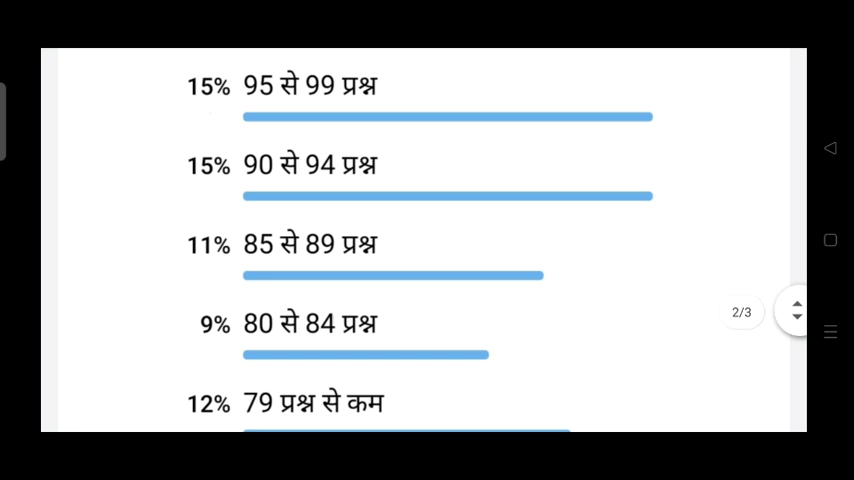 15% 95 से 99 प्रश्न
15% 90 से 94 प्रश्न
11% 85 से 89 प्रश्न
9% 80 से 84 प्रश्न
2/3
12% 79 प्रश्न से कम